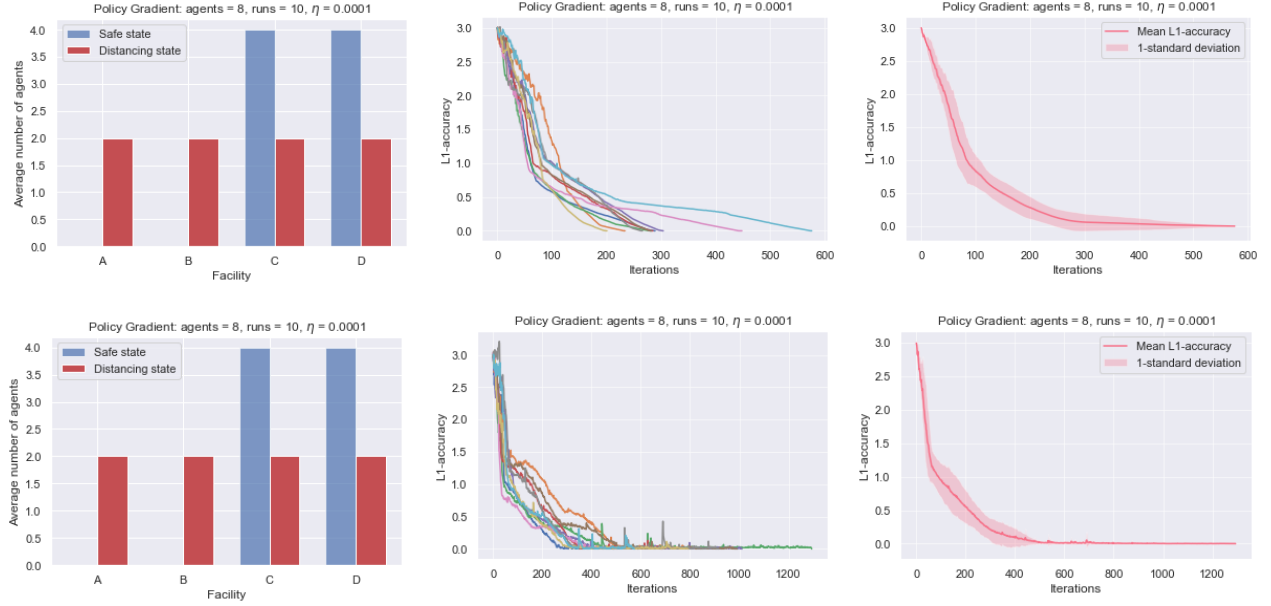 Policy Gradient: agents = 8, runs = 10, η = 0.0001
Safe state
Distancing state
Average number of agents
4.0
3.5
3.0
2.5
2.0
1.5
1.0
0.5
0.0
A B C D
Facility
Policy Gradient: agents = 8, runs = 10, η = 0.0001
L1-accuracy
3.0
2.5
2.0
1.5
1.0
0.5
0.0
0 100 200 300 400 500 600
Iterations
Policy Gradient: agents = 8, runs = 10, η = 0.0001
Mean L1-accuracy
1-standard deviation
L1-accuracy
3.0
2.5
2.0
1.5
1.0
0.5
0.0
0 100 200 300 400 500 600
Iterations
Policy Gradient: agents = 8, runs = 10, η = 0.0001
Safe state
Distancing state
Average number of agents
4.0
3.5
3.0
2.5
2.0
1.5
1.0
0.5
0.0
A B C D
Facility
Policy Gradient: agents = 8, runs = 10, η = 0.0001
L1-accuracy
3.0
2.5
2.0
1.5
1.0
0.5
0.0
0 200 400 600 800 1000 1200
Iterations
Policy Gradient: agents = 8, runs = 10, η = 0.0001
Mean L1-accuracy
1-standard deviation
L1-accuracy
3.0
2.5
2.0
1.5
1.0
0.5
0.0
0 200 400 600 800 1000 1200
Iterations